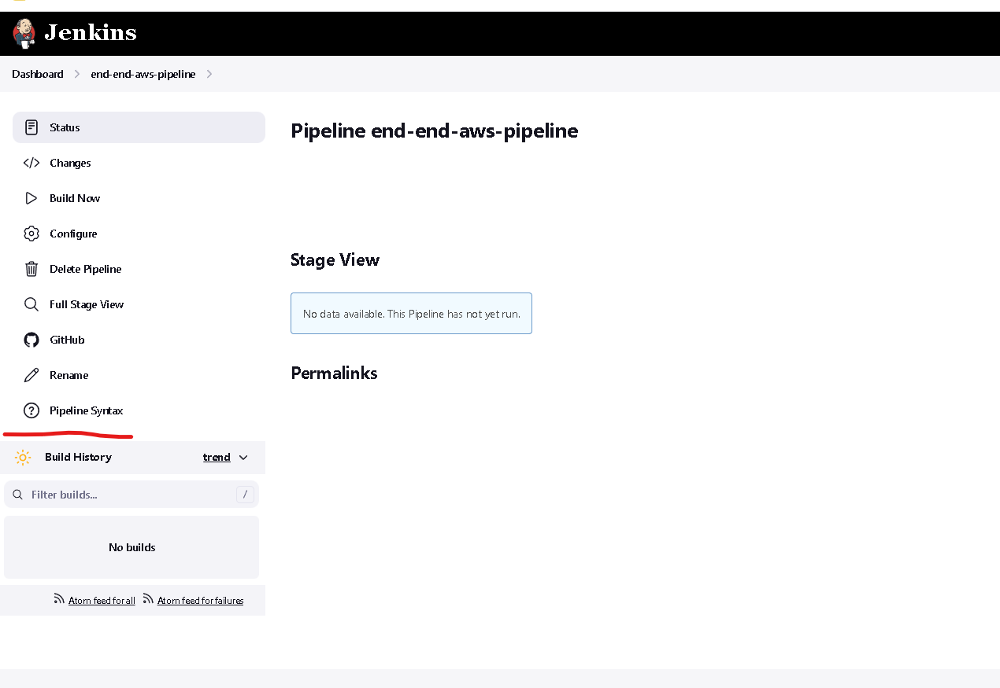 Jenkins
Dashboard > end-end-aws-pipeline >
Status
Changes
Build Now
Configure
Delete Pipeline
Full Stage View
GitHub
Rename
Pipeline Syntax
Build History trend
Filter builds... /
No builds
Atom feed for all Atom feed for failures
Pipeline end-end-aws-pipeline
Stage View
No data available. This Pipeline has not yet run.
Permalinks